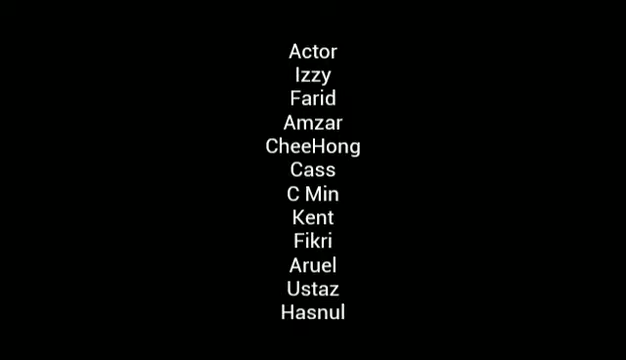 Actor
Izzy
Farid
Amzar
CheeHong
Cass
C Min
Kent
Fikri
Aruel
Ustaz
Hasnul